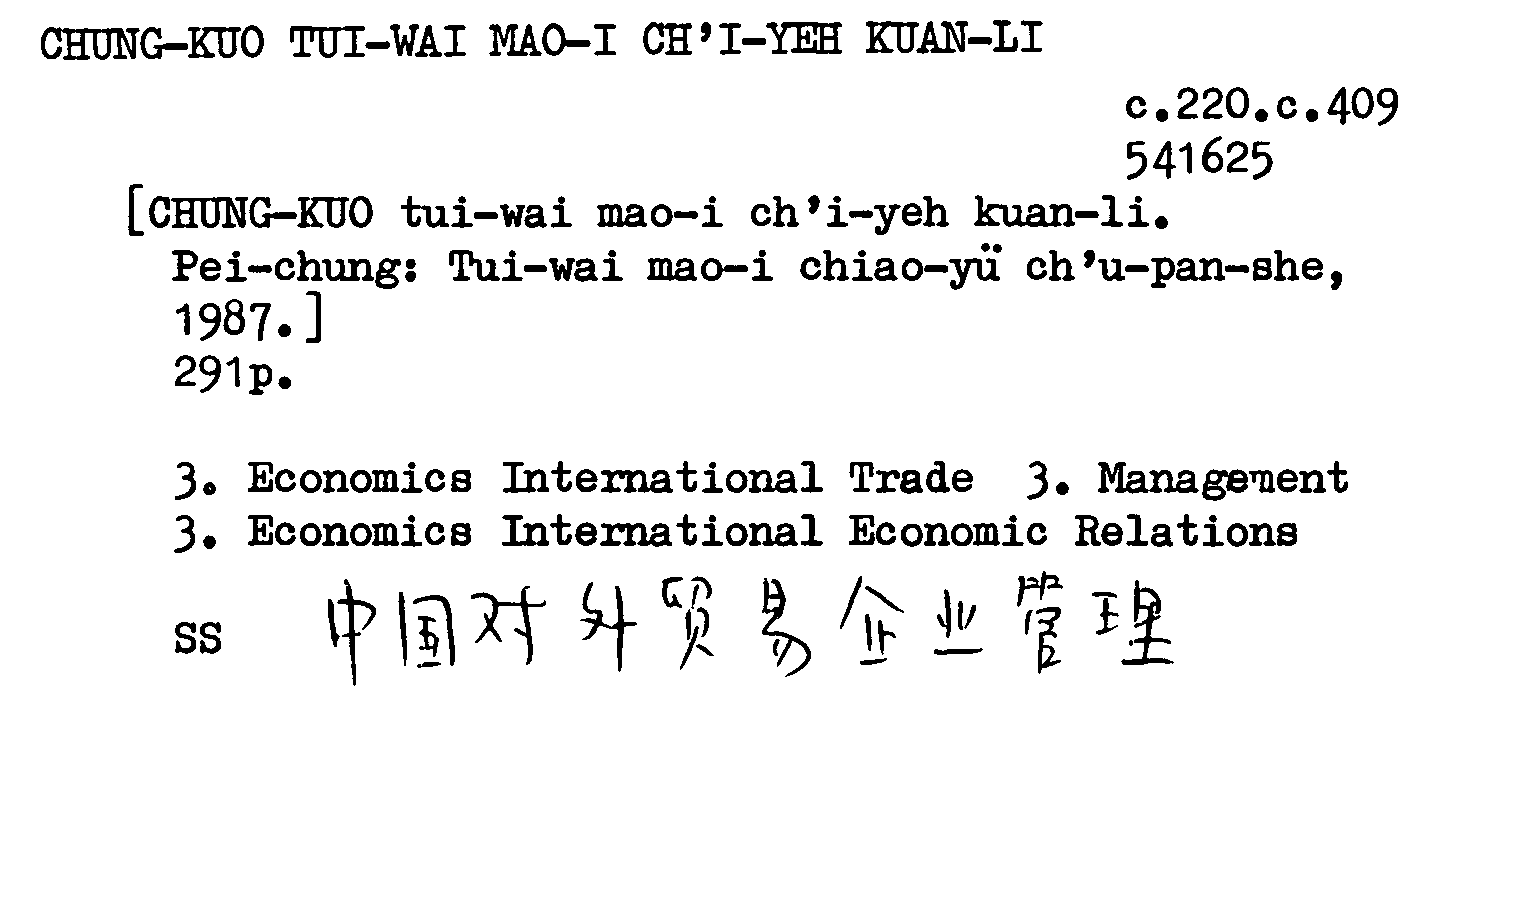 CHUNG-KUO TUI-WAI MAO-I CH'I-YEH KUAN-LI
c.220.c.409
541625
[CHUNG-KUO tui-wai mao-i ch'i-yeh kuan-li.
Pei-chung: Tui-wai mao-i chiao-yü ch'u-pan-she,
1987.]
291p.
3. Economics International Trade 3. Management
3. Economics International Economic Relations
SS 中国对外贸易企业管理